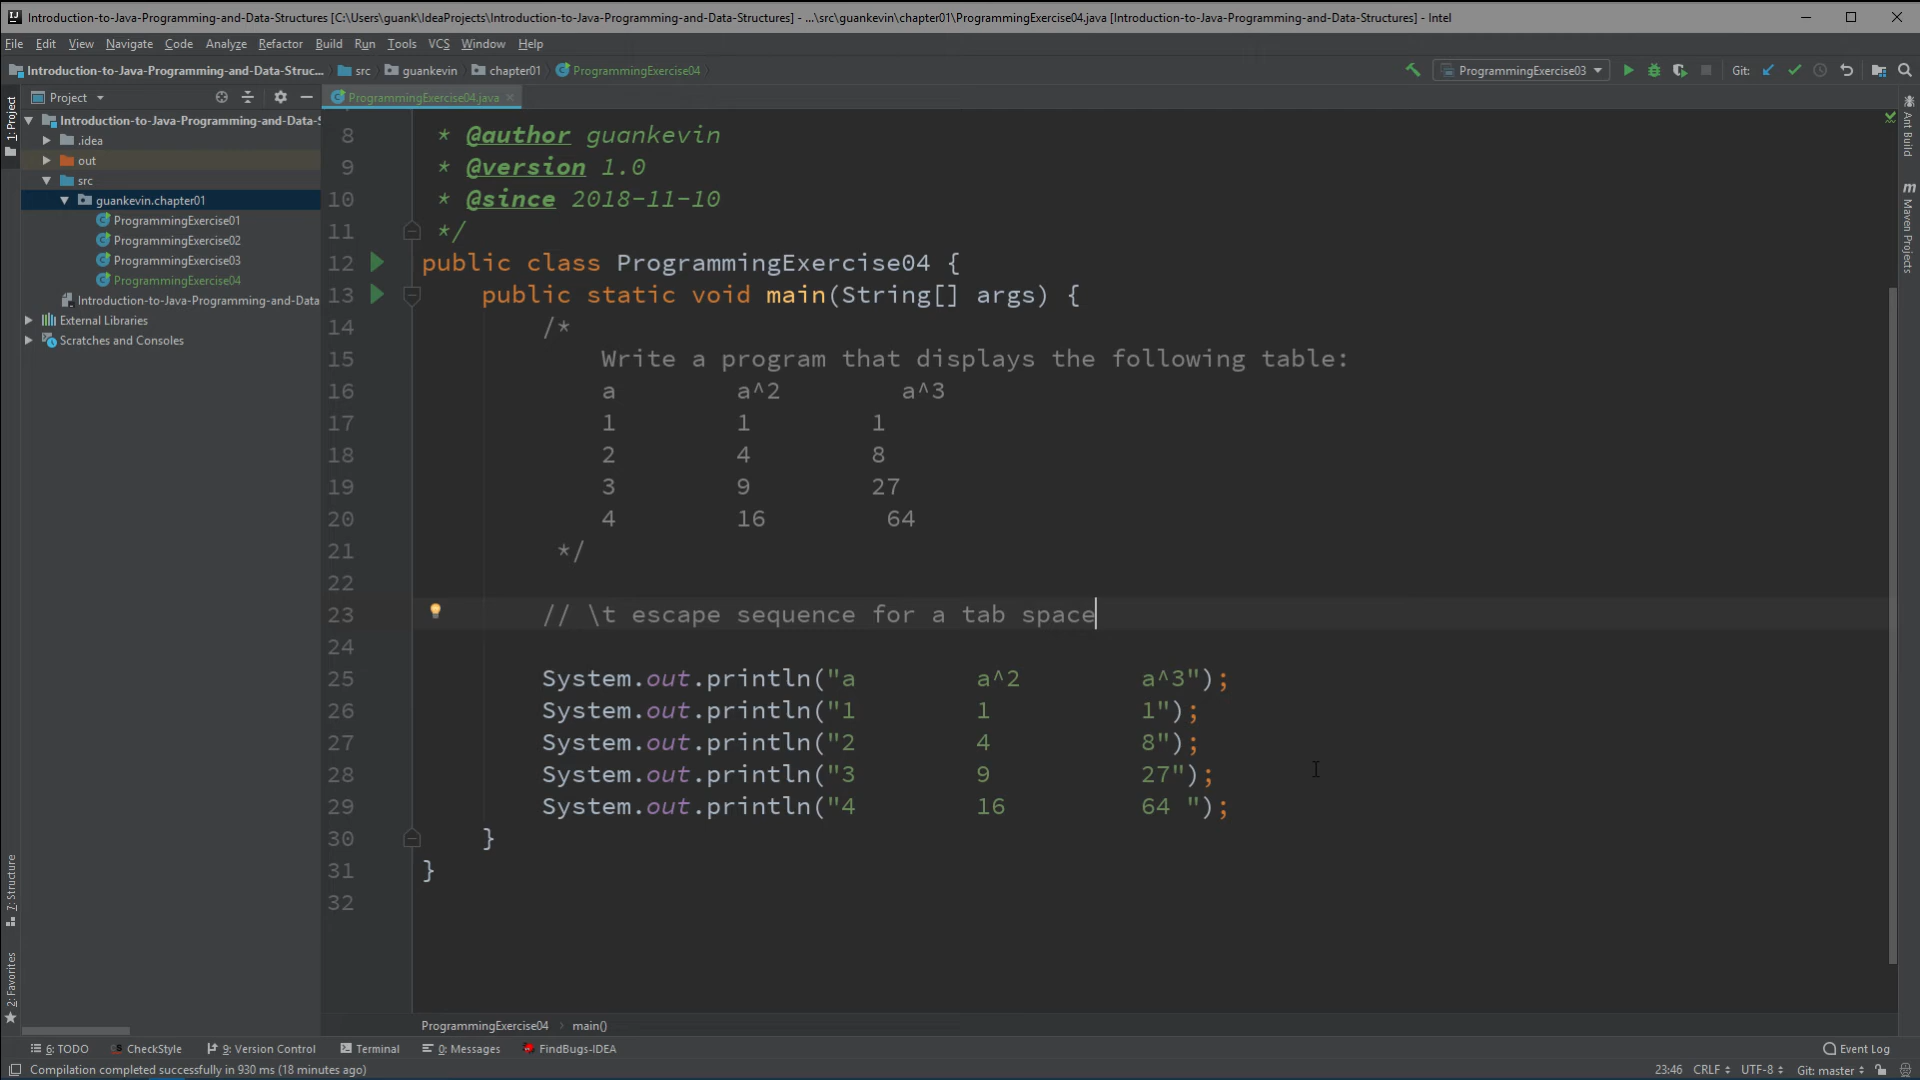 Introduction-to-Java-Programming-and-Data-Structures [C:\Users\guank\IdeaProjects\Introduction-to-Java-Programming-and-Data-Structures] - ...\src\guankevin\chapter01\ProgrammingExercise04.java [Introduction-to-Java-Programming-and-Data-Structures] - Intel
File Edit View Navigate Code Analyze Refactor Build Run Tools VCS Window Help
Introduction-to-Java-Programming-and-Data-Struc... src guankevin chapter01 ProgrammingExercise04 ProgrammingExercise03 Git:
Project ProgrammingExercise04.java
1: Project
Introduction-to-Java-Programming-and-Data-S
.idea
out
src
guankevin.chapter01
ProgrammingExercise01
ProgrammingExercise02
ProgrammingExercise03
ProgrammingExercise04
Introduction-to-Java-Programming-and-Data
External Libraries
Scratches and Consoles
7: Structure
2: Favorites
8 * @author guankevin
9 * @version 1.0
10 * @since 2018-11-10
11 */
12 public class ProgrammingExercise04 {
13 public static void main(String[] args) {
14 /*
15 Write a program that displays the following table:
16 a a^2 a^3
17 1 1 1
18 2 4 8
19 3 9 27
20 4 16 64
21 */
22
23 // \t escape sequence for a tab space
24
25 System.out.println("a a^2 a^3");
26 System.out.println("1 1 1");
27 System.out.println("2 4 8");
28 System.out.println("3 9 27");
29 System.out.println("4 16 64 ");
30 }
31 }
32
Ant Build
m Maven Projects
ProgrammingExercise04 > main()
6: TODO CheckStyle 9: Version Control Terminal 0: Messages FindBugs-IDEA Event Log
Compilation completed successfully in 930 ms (18 minutes ago) 23:46 CRLF UTF-8 Git: master